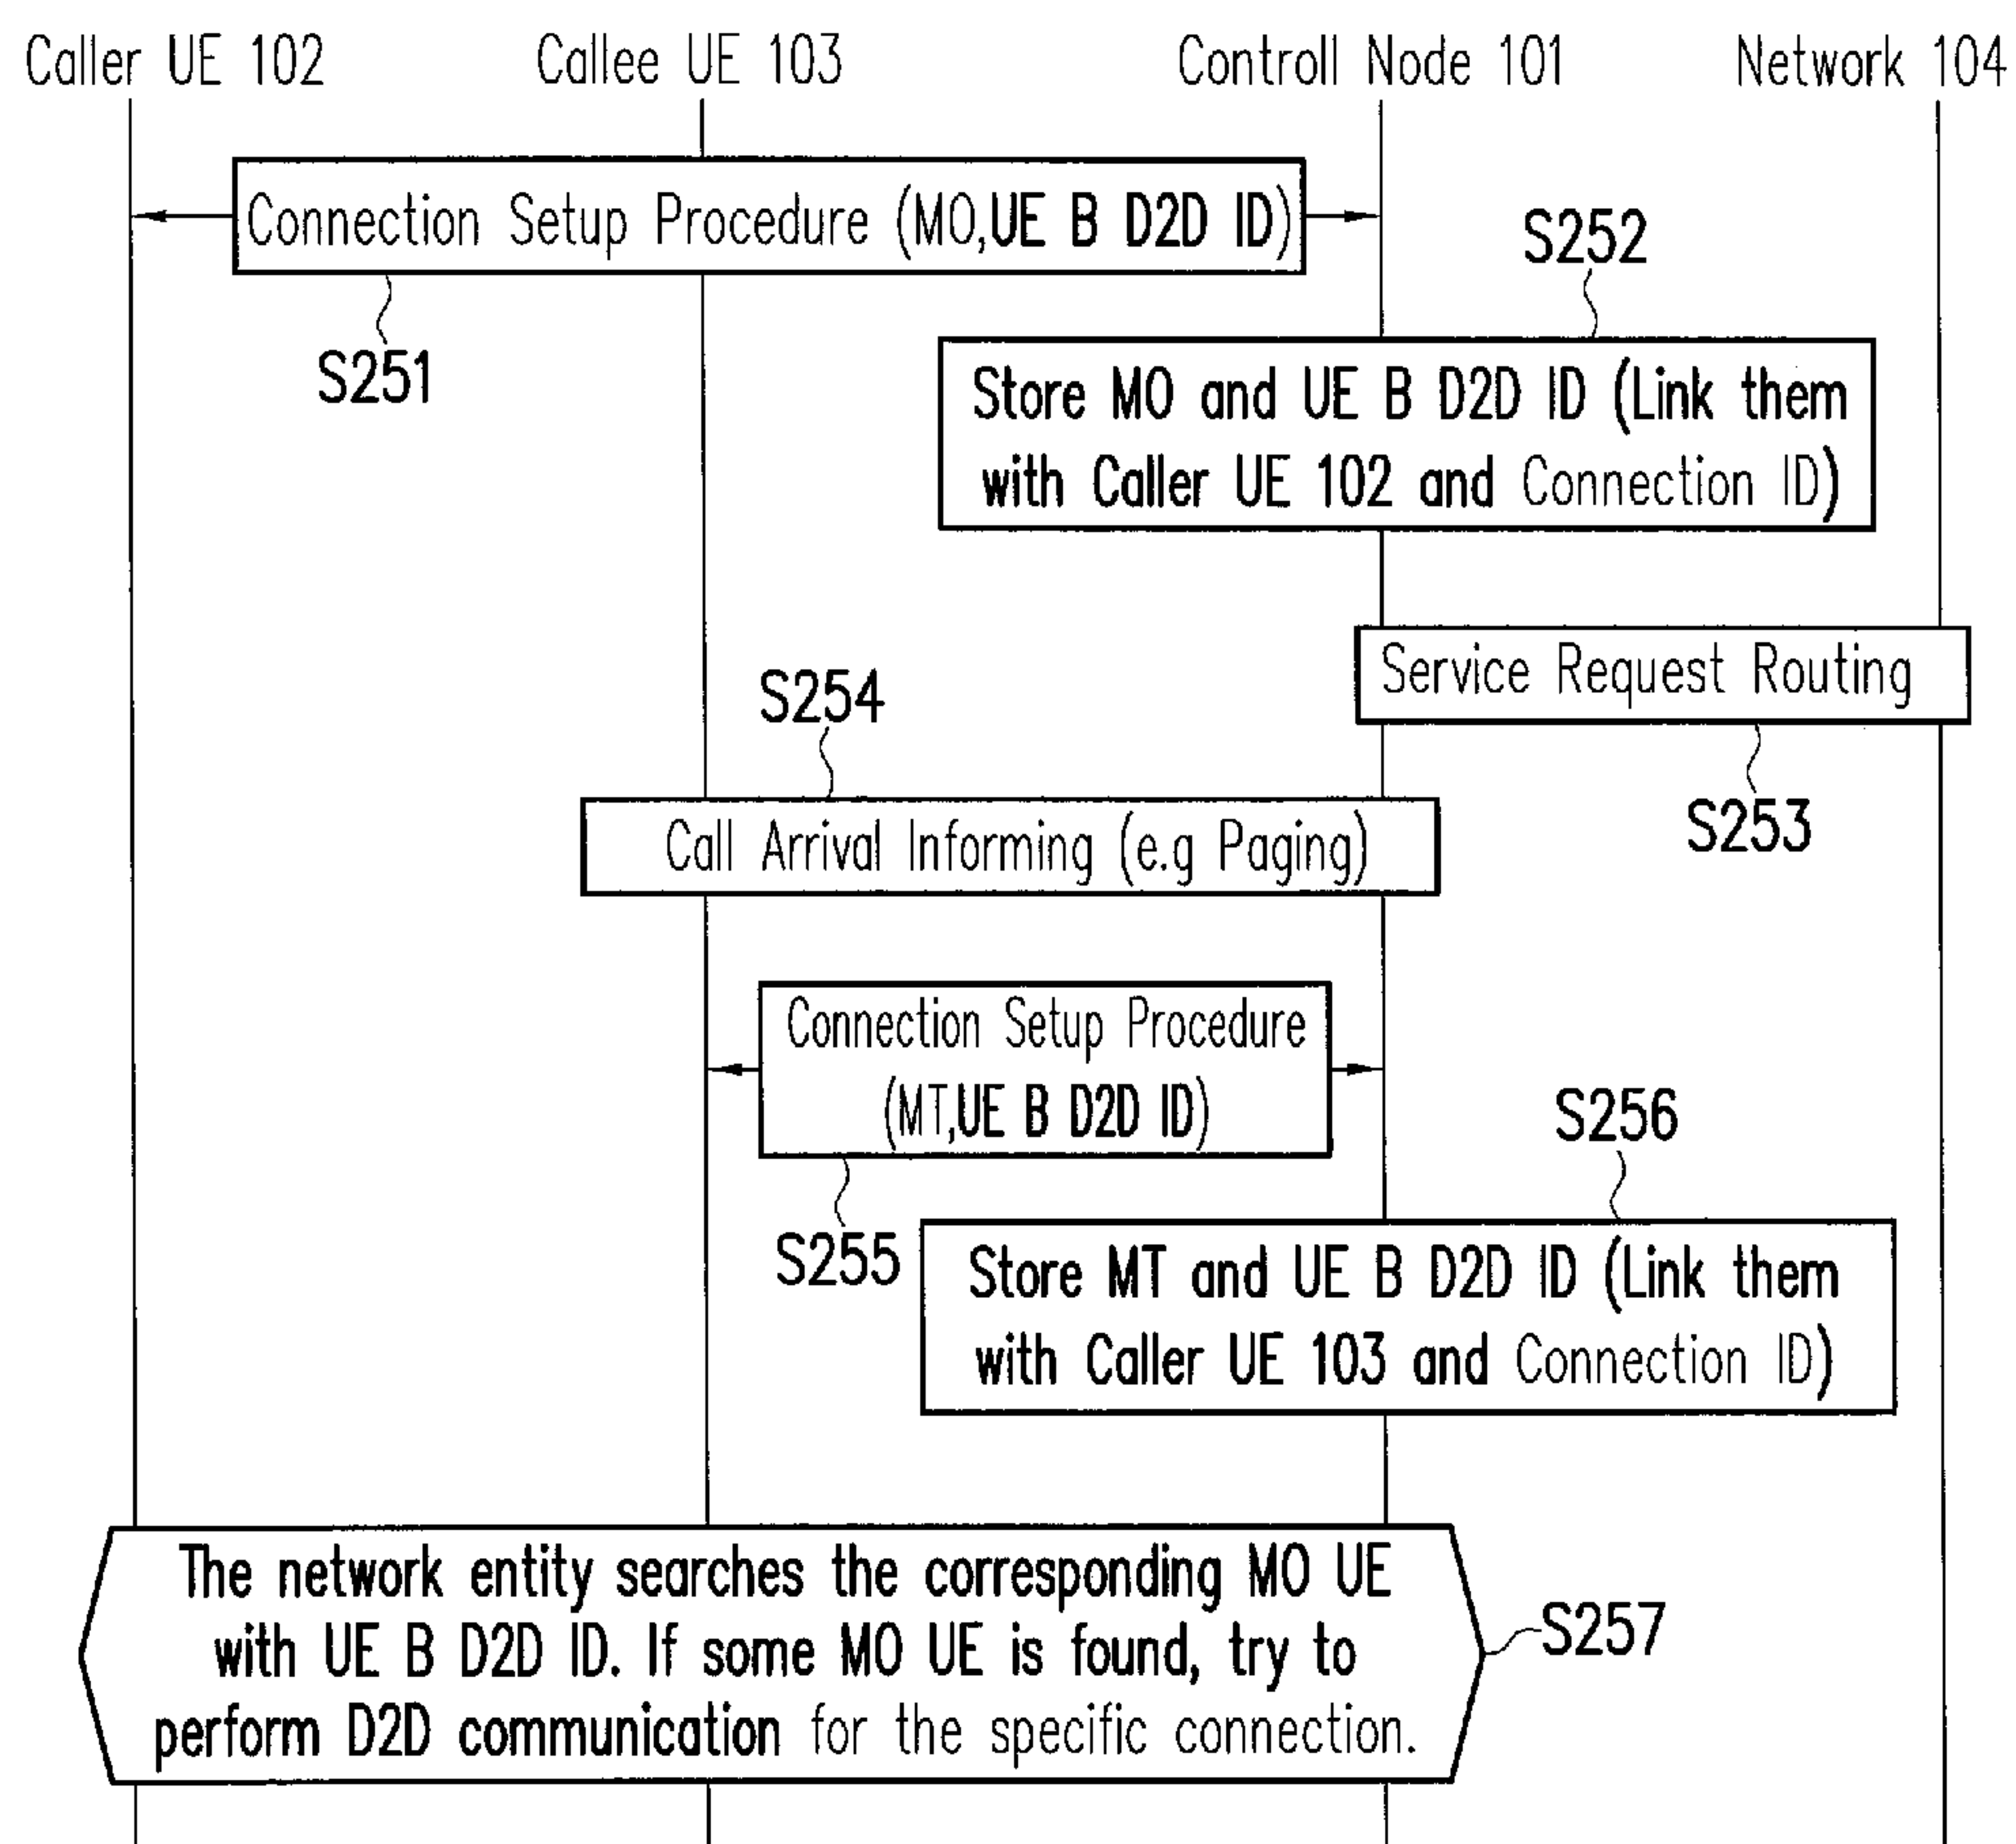 Caller UE 102
Callee UE 103
Controll Node 101
Network 104
Connection Setup Procedure (MO,UE B D2D ID)
S251
S252
Store MO and UE B D2D ID (Link them
with Caller UE 102 and Connection ID)
Service Request Routing
S253
S254
Call Arrival Informing (e.g Paging)
Connection Setup Procedure
(MT,UE B D2D ID)
S255
S256
Store MT and UE B D2D ID (Link them
with Caller UE 103 and Connection ID)
The network entity searches the corresponding MO UE
with UE B D2D ID. If some MO UE is found, try to
perform D2D communication for the specific connection.
S257